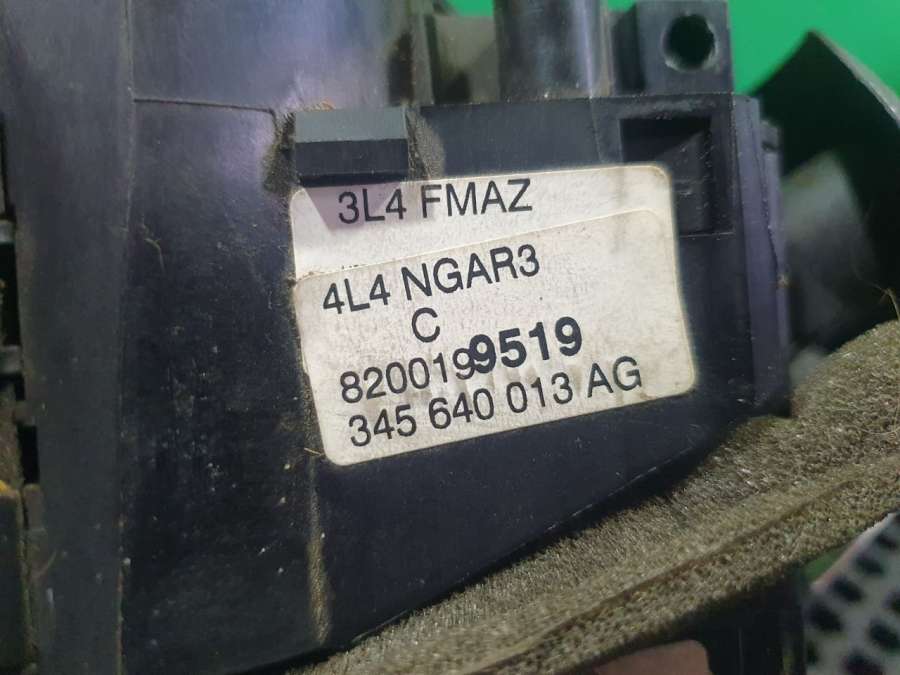 3L4 FMAZ
4L4 NGAR3
C
8200199519
345 640 013 AG